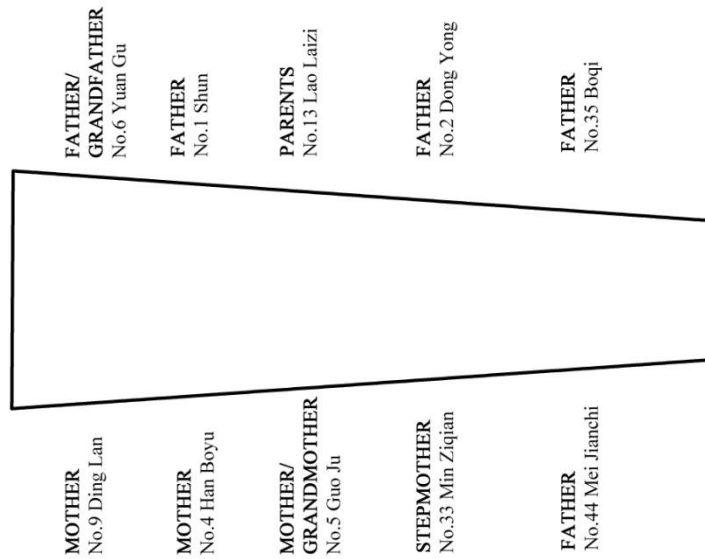 FATHER/
GRANDFATHER
No.6 Yuan Gu
FATHER
No.1 Shun
PARENTS
No.13 Lao Laizi
FATHER
No.2 Dong Yong
FATHER
No.35 Boqi
MOTHER
No.9 Ding Lan
MOTHER
No.4 Han Boyu
MOTHER/
GRANDMOTHER
No.5 Guo Ju
STEPMOTHER
No.33 Min Ziqian
FATHER
No.44 Mei Jianchi